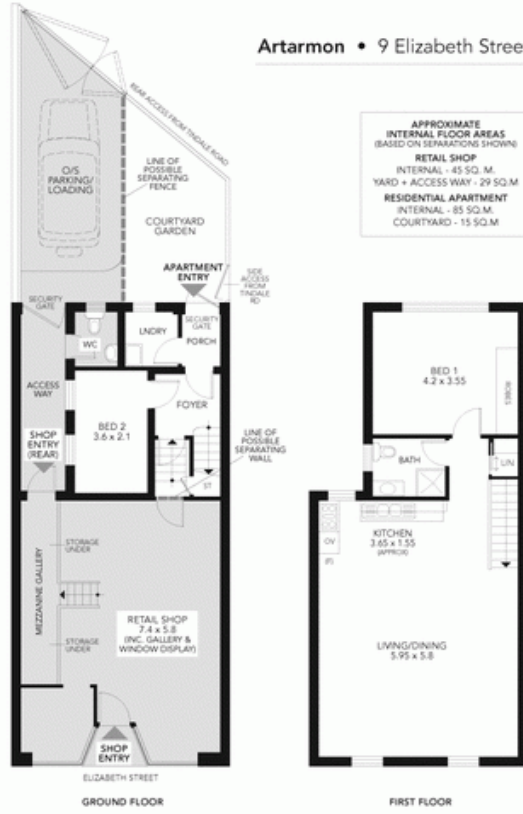 Artarmon • 9 Elizabeth Stree
APPROXIMATE
INTERNAL FLOOR AREAS
(BASED ON SEPARATIONS SHOWN)
RETAIL SHOP
INTERNAL - 45 SQ. M.
YARD + ACCESS WAY - 29 SQ.M
RESIDENTIAL APARTMENT
INTERNAL - 85 SQ.M.
COURTYARD - 15 SQ.M
REAR ACCESS FROM TINDALE ROAD
O/S
PARKING/
LOADING
LINE OF
POSSIBLE
SEPARATING
FENCE
COURTYARD
GARDEN
APARTMENT
ENTRY
SIDE
ACCESS
FROM
TINDALE
RD
SECURITY
GATE
WC
LNDRY
SECURITY
GATE
PORCH
ACCESS
WAY
BED 2
3.6 x 2.1
FOYER
SHOP
ENTRY
(REAR)
LINE OF
POSSIBLE
SEPARATING
WALL
ST
MEZZANINE GALLERY
STORAGE
UNDER
STORAGE
UNDER
RETAIL SHOP
7.4 x 5.8
(INC. GALLERY &
WINDOW DISPLAY)
SHOP
ENTRY
ELIZABETH STREET
GROUND FLOOR
BED 1
4.2 x 3.55
ROBES
BATH
LIN
KITCHEN
3.65 x 1.55
(APPROX)
OV
LIVING/DINING
5.95 x 5.8
FIRST FLOOR